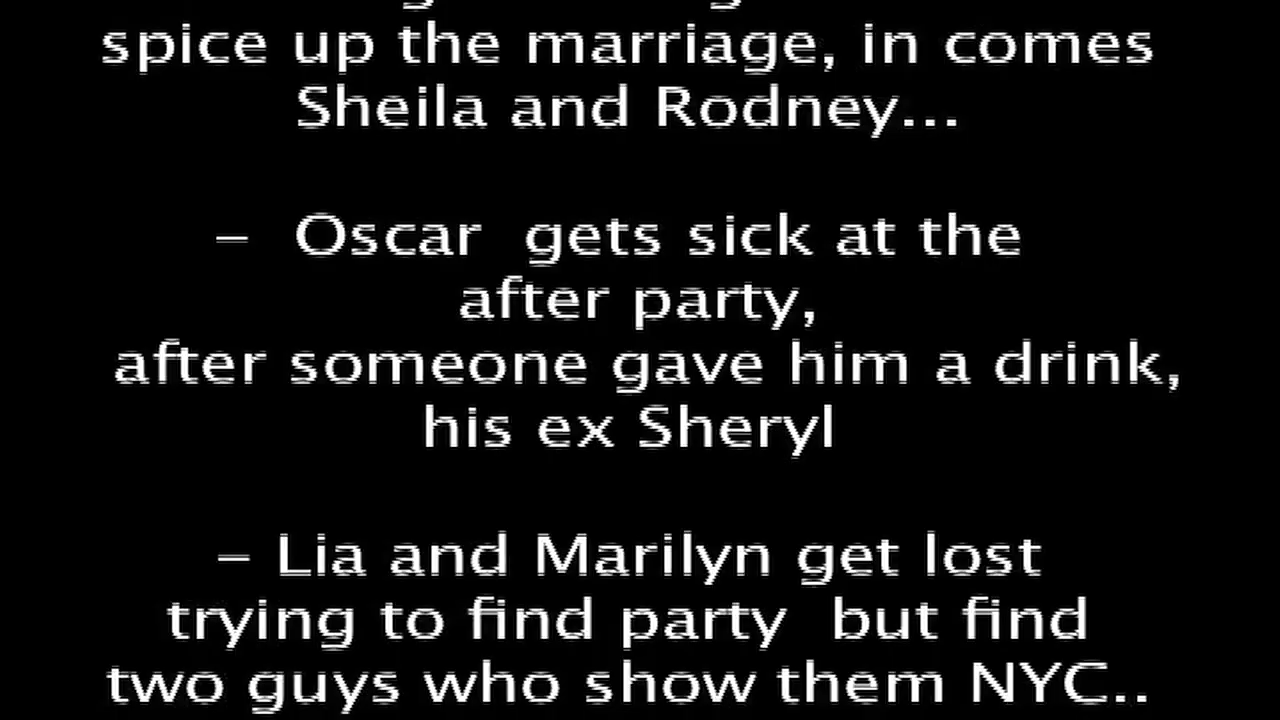 spice up the marriage, in comes
Sheila and Rodney...
– Oscar  gets sick at the
after party,
after someone gave him a drink,
his ex Sheryl
– Lia and Marilyn get lost
trying to find party  but find
two guys who show them NYC..